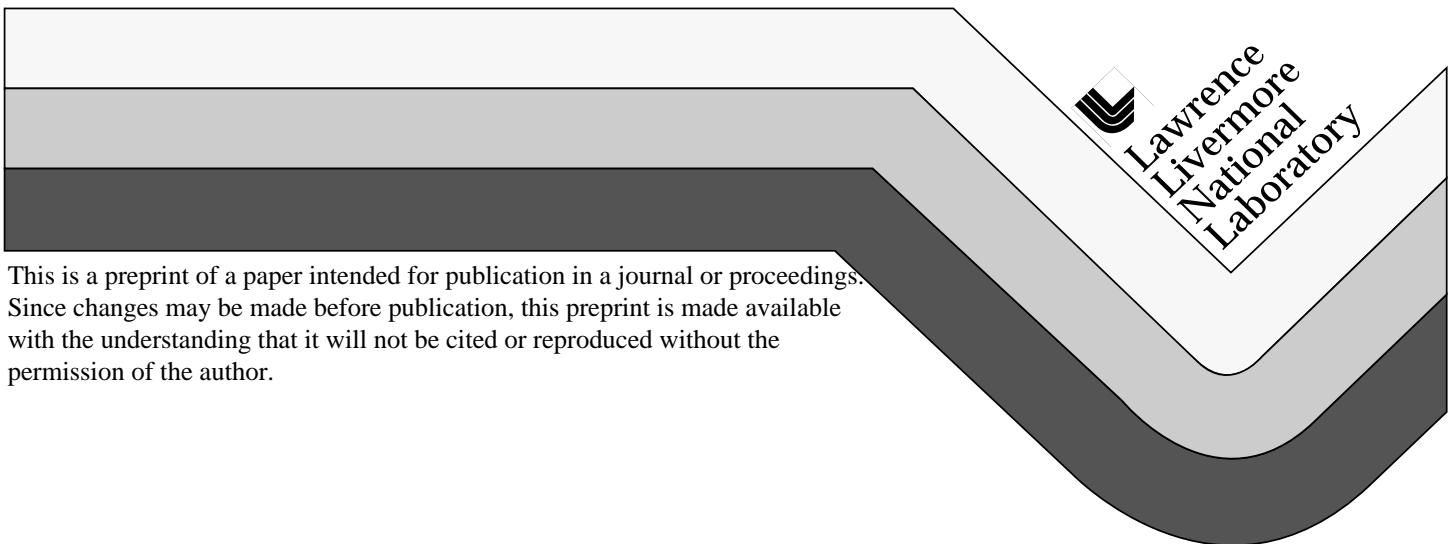 Lawrence
Livermore
National
Laboratory
This is a preprint of a paper intended for publication in a journal or proceedings.
Since changes may be made before publication, this preprint is made available
with the understanding that it will not be cited or reproduced without the
permission of the author.